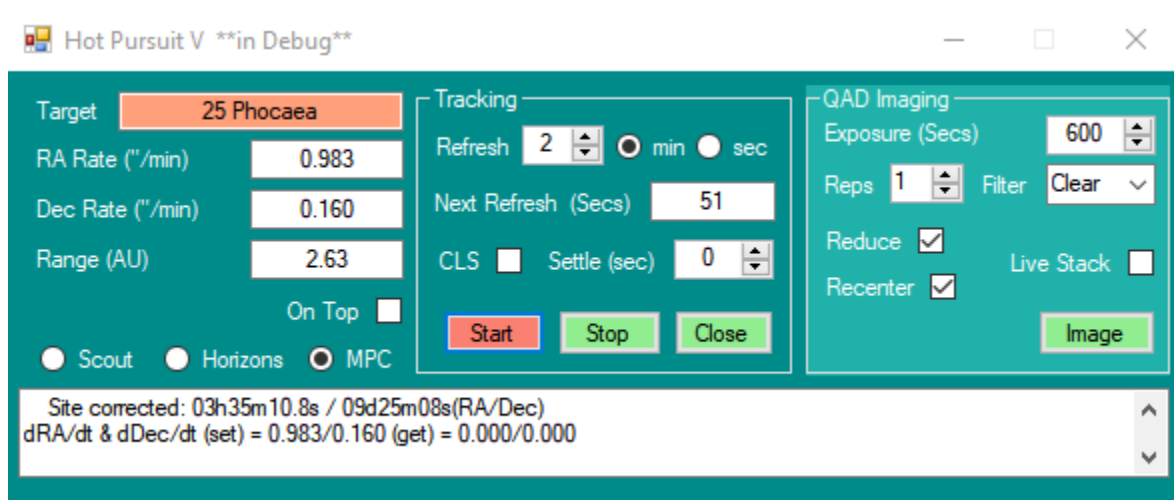 Hot Pursuit V **in Debug**
Target 25 Phocaea
RA Rate ("/min) 0.983
Dec Rate ("/min) 0.160
Range (AU) 2.63
On Top
Scout Horizons MPC
Tracking
Refresh 2 min sec
Next Refresh (Secs) 51
CLS Settle (sec) 0
Start Stop Close
QAD Imaging
Exposure (Secs) 600
Reps 1 Filter Clear
Reduce
Live Stack
Recenter
Image
Site corrected: 03h35m10.8s / 09d25m08s(RA/Dec)
dRA/dt & dDec/dt (set) = 0.983/0.160 (get) = 0.000/0.000